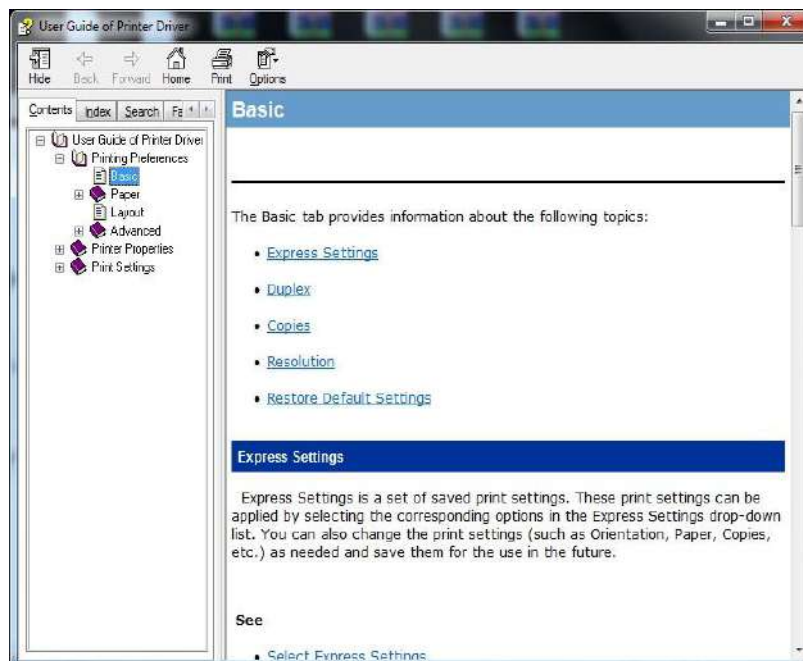 User Guide of Printer Driver
Hide Back Forward Home Print Options
Contents Index Search Fa
Basic
User Guide of Printer Driver
Printing Preferences
Basic
Paper
Layout
Advanced
Printer Properties
Print Settings
The Basic tab provides information about the following topics:
• Express Settings
• Duplex
• Copies
• Resolution
• Restore Default Settings
Express Settings
Express Settings is a set of saved print settings. These print settings can be
applied by selecting the corresponding options in the Express Settings drop-down
list. You can also change the print settings (such as Orientation, Paper, Copies,
etc.) as needed and save them for the use in the future.
See
• Select Express Settings